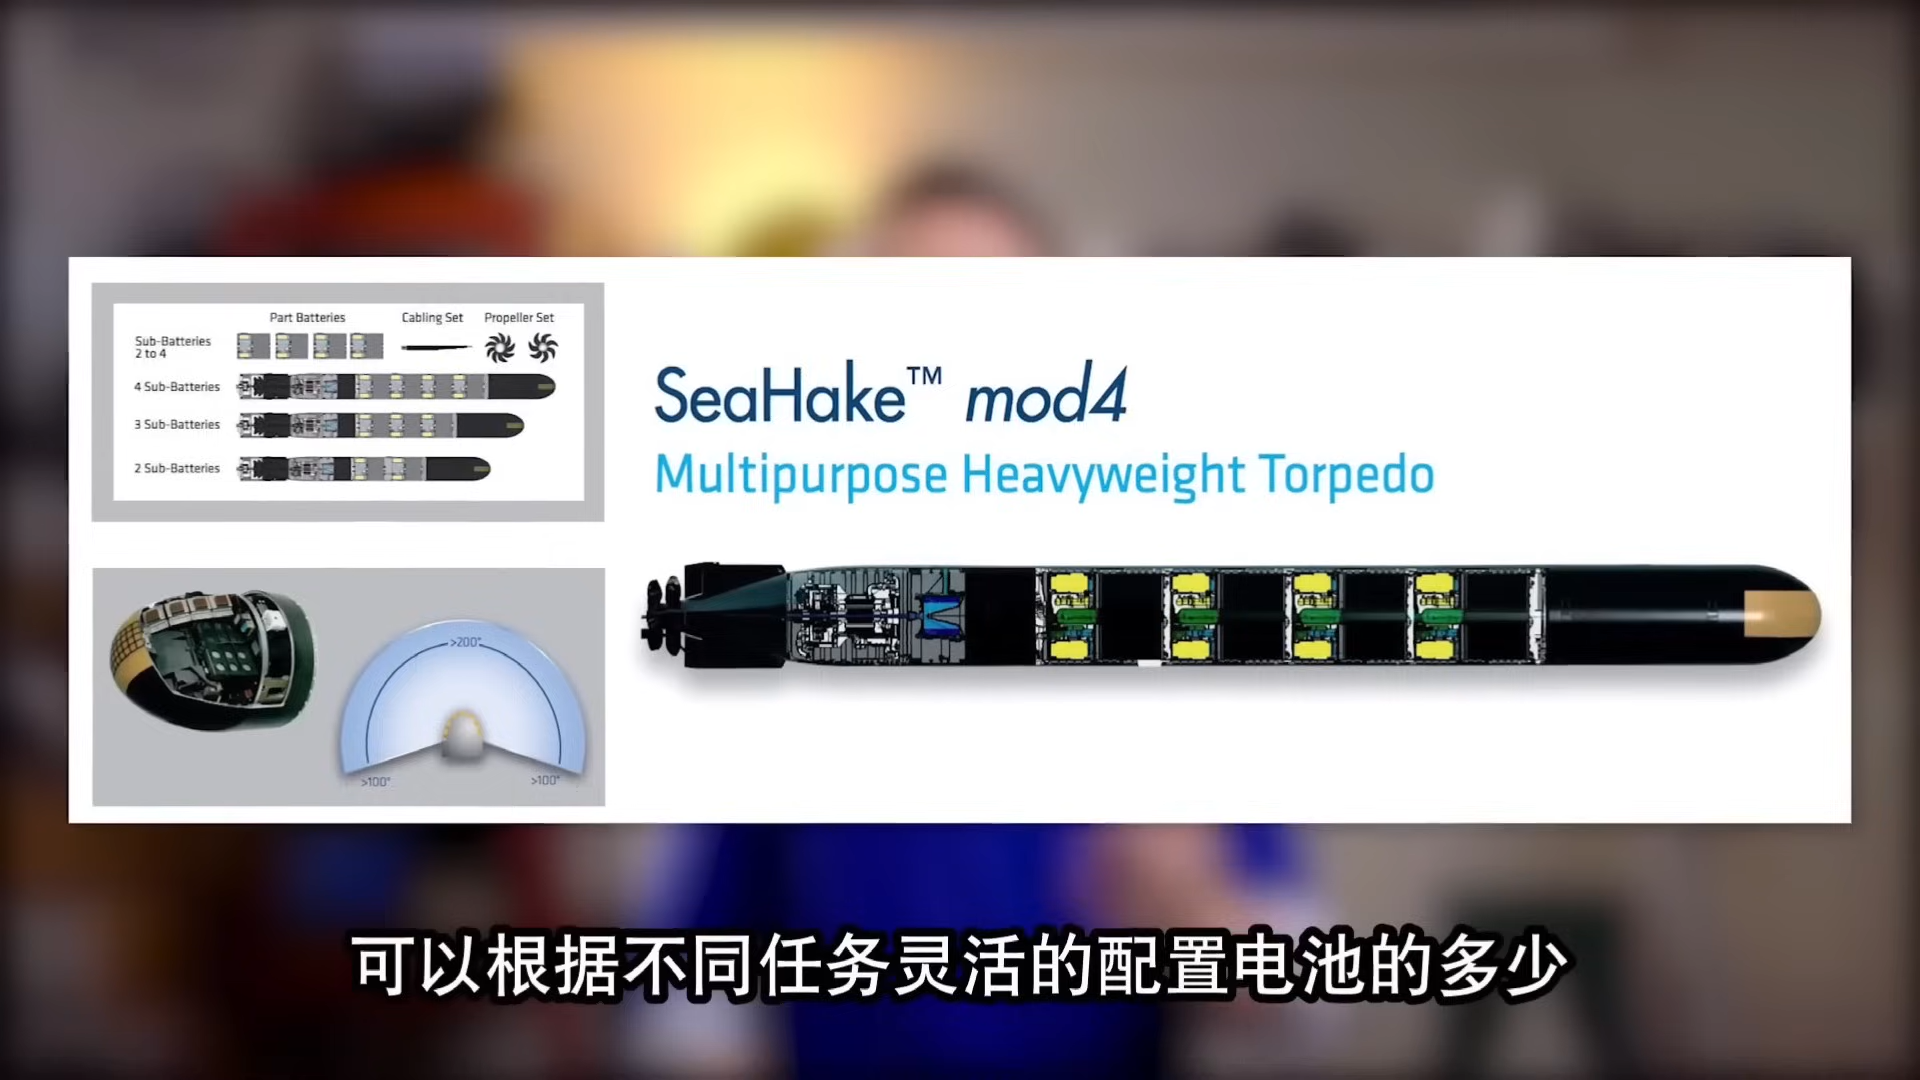 Part Batteries Cabling Set Propeller Set
Sub-Batteries
2 to 4
4 Sub-Batteries
3 Sub-Batteries
2 Sub-Batteries
SeaHake™ mod4
Multipurpose Heavyweight Torpedo
>200°
>100° >100°
可以根据不同任务灵活的配置电池的多少